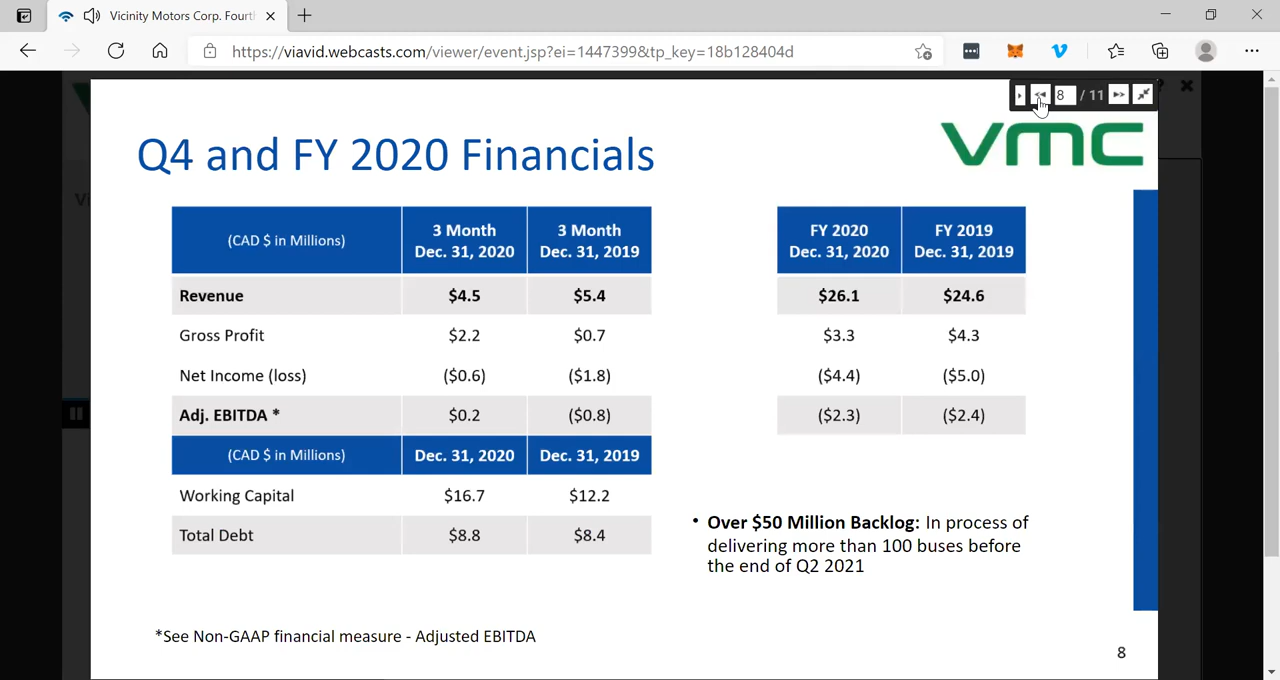 Vicinity Motors Corp. Fourt
https://viavid.webcasts.com/viewer/event.jsp?ei=1447399&tp_key=18b128404d
8 / 11
vmc
Q4 and FY 2020 Financials
(CAD $ in Millions) 3 Month Dec. 31, 2020 3 Month Dec. 31, 2019
Revenue $4.5 $5.4
Gross Profit $2.2 $0.7
Net Income (loss) ($0.6) ($1.8)
Adj. EBITDA * $0.2 ($0.8)
(CAD $ in Millions) Dec. 31, 2020 Dec. 31, 2019
Working Capital $16.7 $12.2
Total Debt $8.8 $8.4
FY 2020 Dec. 31, 2020 FY 2019 Dec. 31, 2019
$26.1 $24.6
$3.3 $4.3
($4.4) ($5.0)
($2.3) ($2.4)
• Over $50 Million Backlog: In process of
delivering more than 100 buses before
the end of Q2 2021
*See Non-GAAP financial measure - Adjusted EBITDA
8